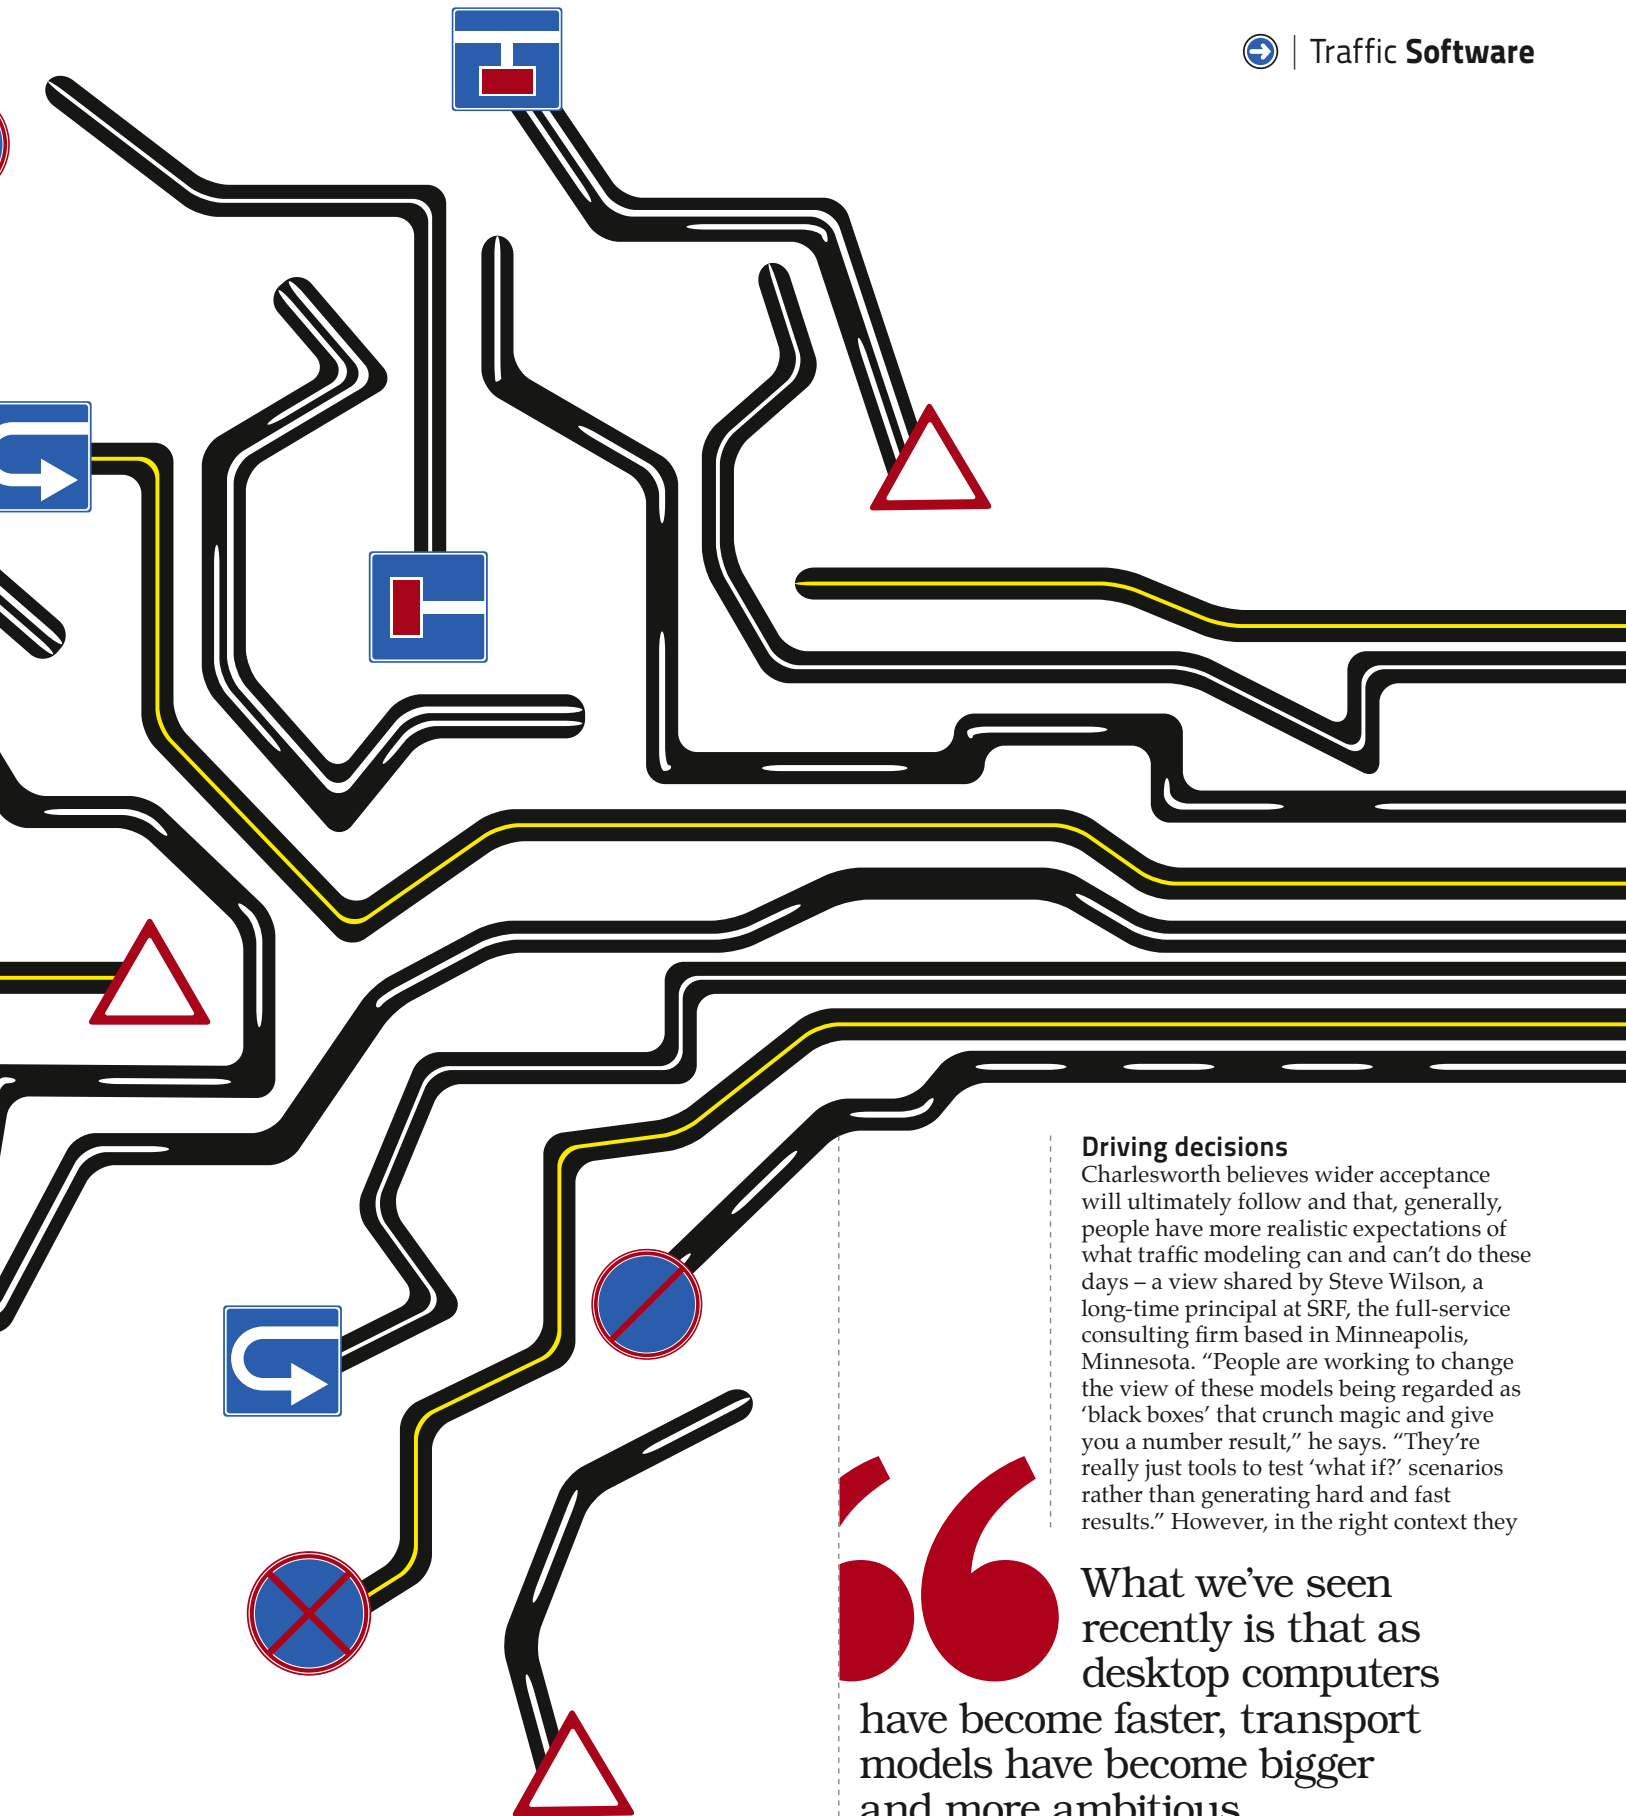 Traffic Software
Driving decisions
Charlesworth believes wider acceptance
will ultimately follow and that, generally,
people have more realistic expectations of
what traffic modeling can and can’t do these
days – a view shared by Steve Wilson, a
long-time principal at SRF, the full-service
consulting firm based in Minneapolis,
Minnesota. “People are working to change
the view of these models being regarded as
‘black boxes’ that crunch magic and give
you a number result,” he says. “They’re
really just tools to test ‘what if?’ scenarios
rather than generating hard and fast
results.” However, in the right context they
“What we’ve seen
recently is that as
desktop computers
have become faster, transport
models have become bigger
and more ambitious